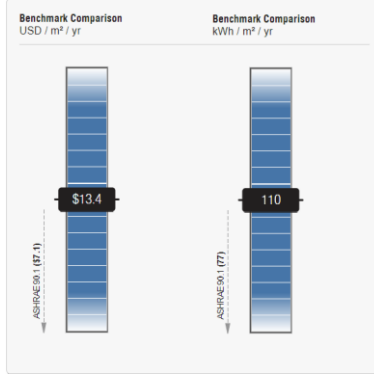 Benchmark Comparison
USD / m² / yr
Benchmark Comparison
kWh / m² / yr
$13.4
110
ASHRAE 90.1 ($7.1)
ASHRAE 90.1 (77)